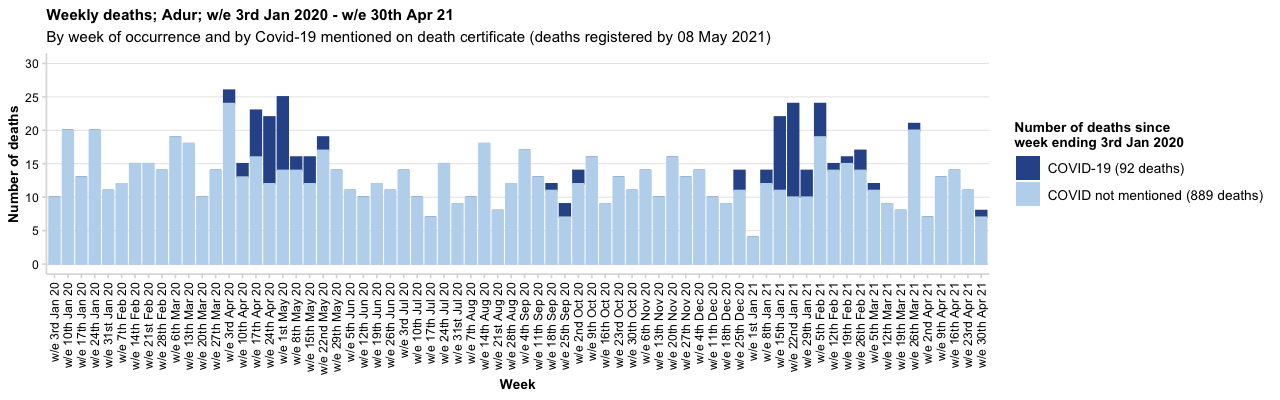 Weekly deaths; Adur; w/e 3rd Jan 2020 - w/e 30th Apr 21
By week of occurrence and by Covid-19 mentioned on death certificate (deaths registered by 08 May 2021)
Number of deaths
30
25
20
15
10
5
0
w/e 3rd Jan 20
w/e 10th Jan 20
w/e 17th Jan 20
w/e 24th Jan 20
w/e 31st Jan 20
w/e 7th Feb 20
w/e 14th Feb 20
w/e 21st Feb 20
w/e 28th Feb 20
w/e 6th Mar 20
w/e 13th Mar 20
w/e 20th Mar 20
w/e 27th Mar 20
w/e 3rd Apr 20
w/e 10th Apr 20
w/e 17th Apr 20
w/e 24th Apr 20
w/e 1st May 20
w/e 8th May 20
w/e 15th May 20
w/e 22nd May 20
w/e 29th May 20
w/e 5th Jun 20
w/e 12th Jun 20
w/e 19th Jun 20
w/e 26th Jun 20
w/e 3rd Jul 20
w/e 10th Jul 20
w/e 17th Jul 20
w/e 24th Jul 20
w/e 31st Jul 20
w/e 7th Aug 20
w/e 14th Aug 20
w/e 21st Aug 20
w/e 28th Aug 20
w/e 4th Sep 20
w/e 11th Sep 20
w/e 18th Sep 20
w/e 25th Sep 20
w/e 2nd Oct 20
w/e 9th Oct 20
w/e 16th Oct 20
w/e 23rd Oct 20
w/e 30th Oct 20
w/e 6th Nov 20
w/e 13th Nov 20
w/e 20th Nov 20
w/e 27th Nov 20
w/e 4th Dec 20
w/e 11th Dec 20
w/e 18th Dec 20
w/e 25th Dec 20
w/e 1st Jan 21
w/e 8th Jan 21
w/e 15th Jan 21
w/e 22nd Jan 21
w/e 29th Jan 21
w/e 5th Feb 21
w/e 12th Feb 21
w/e 19th Feb 21
w/e 26th Feb 21
w/e 5th Mar 21
w/e 12th Mar 21
w/e 19th Mar 21
w/e 26th Mar 21
w/e 2nd Apr 21
w/e 9th Apr 21
w/e 16th Apr 21
w/e 23rd Apr 21
w/e 30th Apr 21
Week
Number of deaths since
week ending 3rd Jan 2020
COVID-19 (92 deaths)
COVID not mentioned (889 deaths)